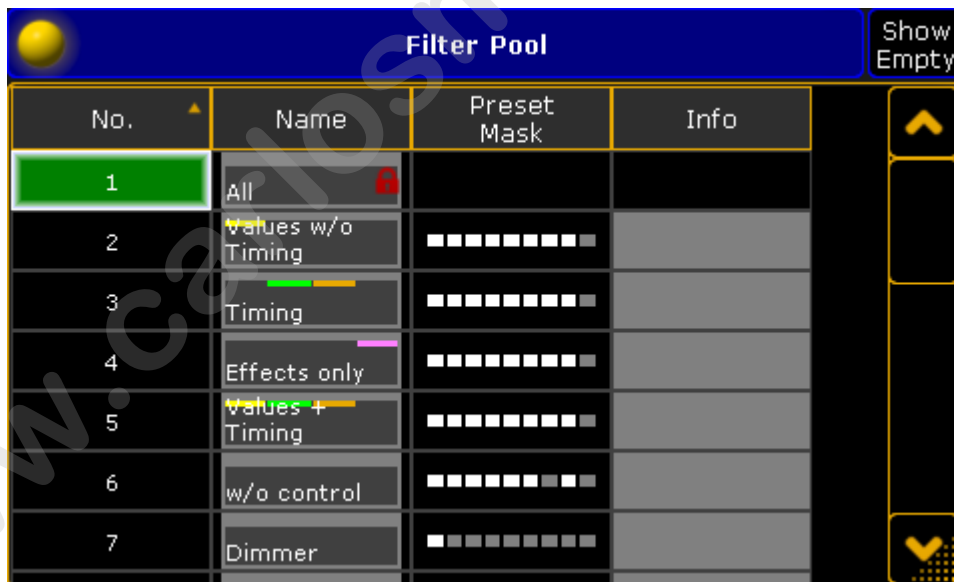 Filter Pool
Show
Empty
No.
Name
Preset
Mask
Info
1
All
2
Values w/o
Timing
3
Timing
4
Effects only
5
Values +
Timing
6
w/o control
7
Dimmer